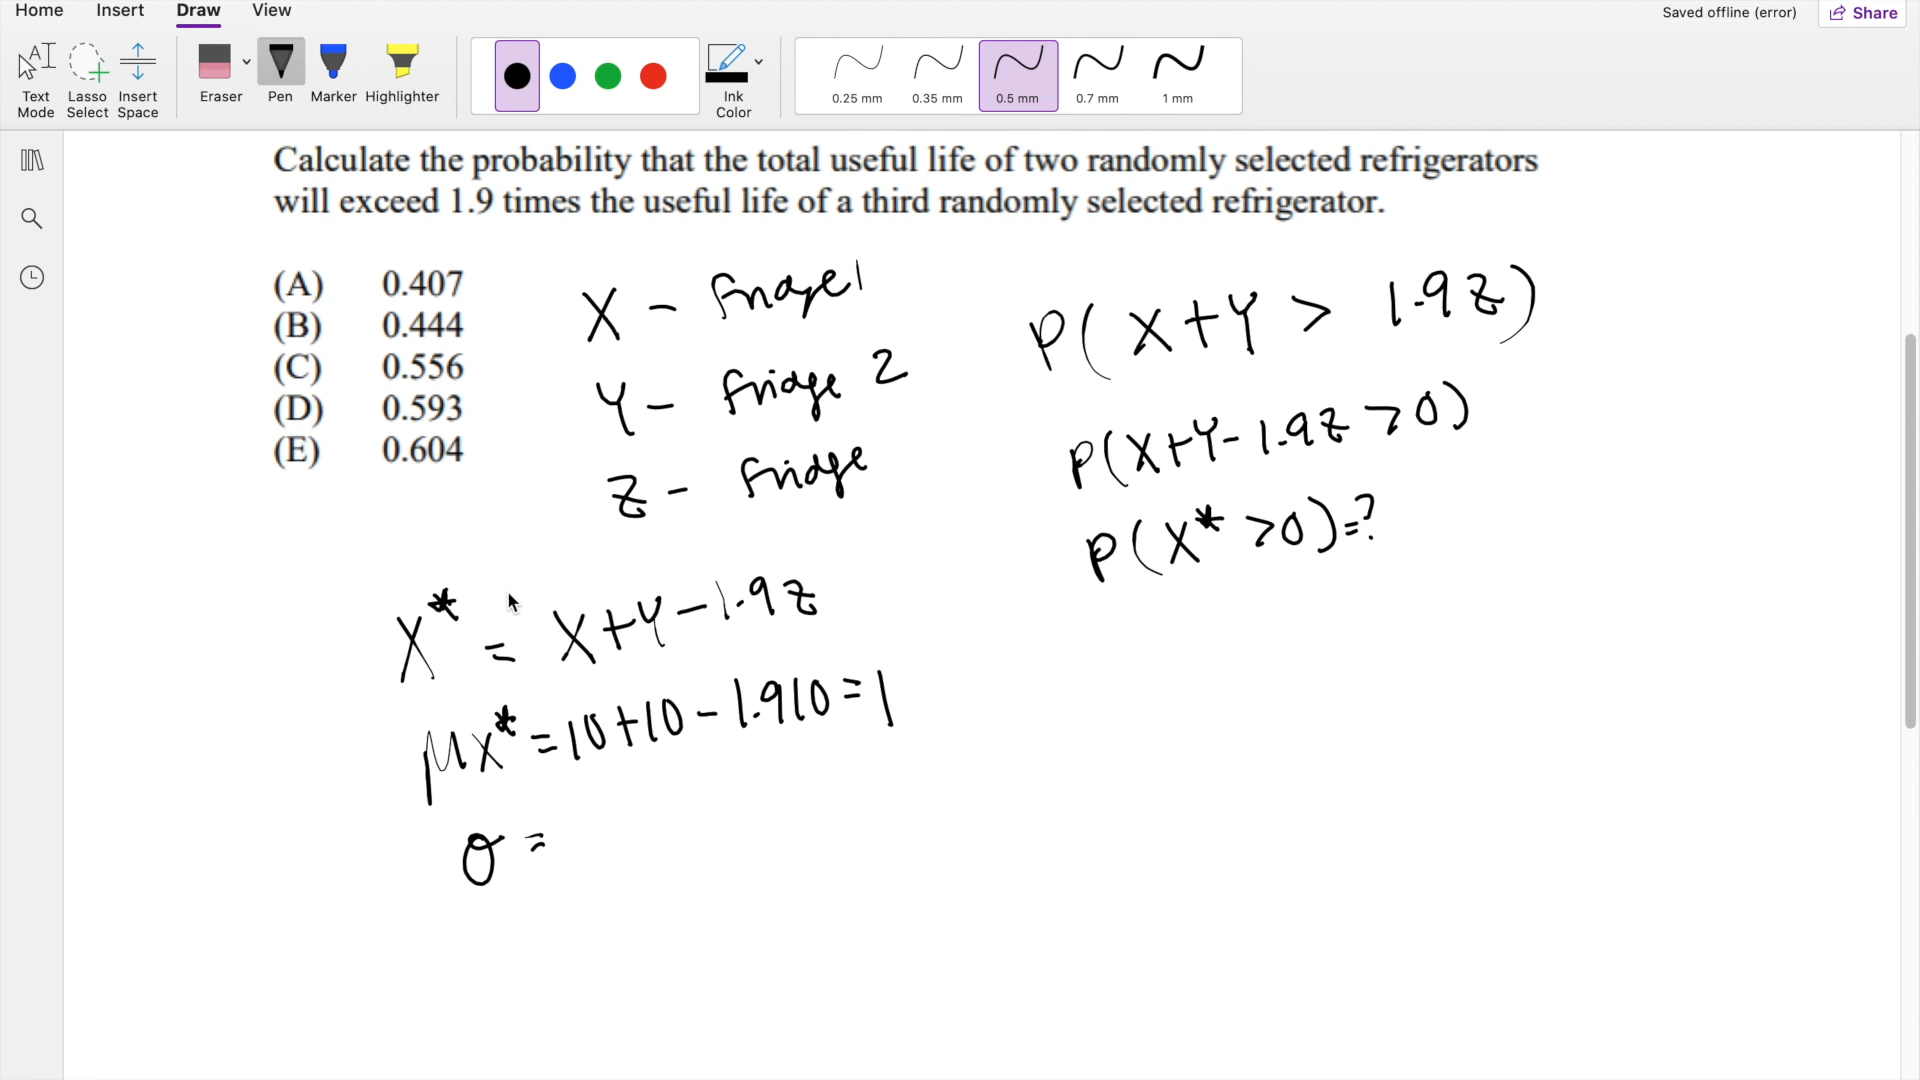 Home Insert Draw View
Saved offline (error) Share
Text Mode
Lasso Select
Insert Space
Eraser
Pen
Marker
Highlighter
Ink Color
0.25 mm
0.35 mm
0.5 mm
0.7 mm
1 mm
Calculate the probability that the total useful life of two randomly selected refrigerators
will exceed 1.9 times the useful life of a third randomly selected refrigerator.
(A) 0.407
(B) 0.444
(C) 0.556
(D) 0.593
(E) 0.604
X - Fridge 1
Y - Fridge 2
Z - Fridge
P(X+Y > 1.9Z)
P(X+Y-1.9Z >0)
P(X* >0)=?
X* = X+Y-1.9Z
μX* = 10+10-1.910=1
σ =